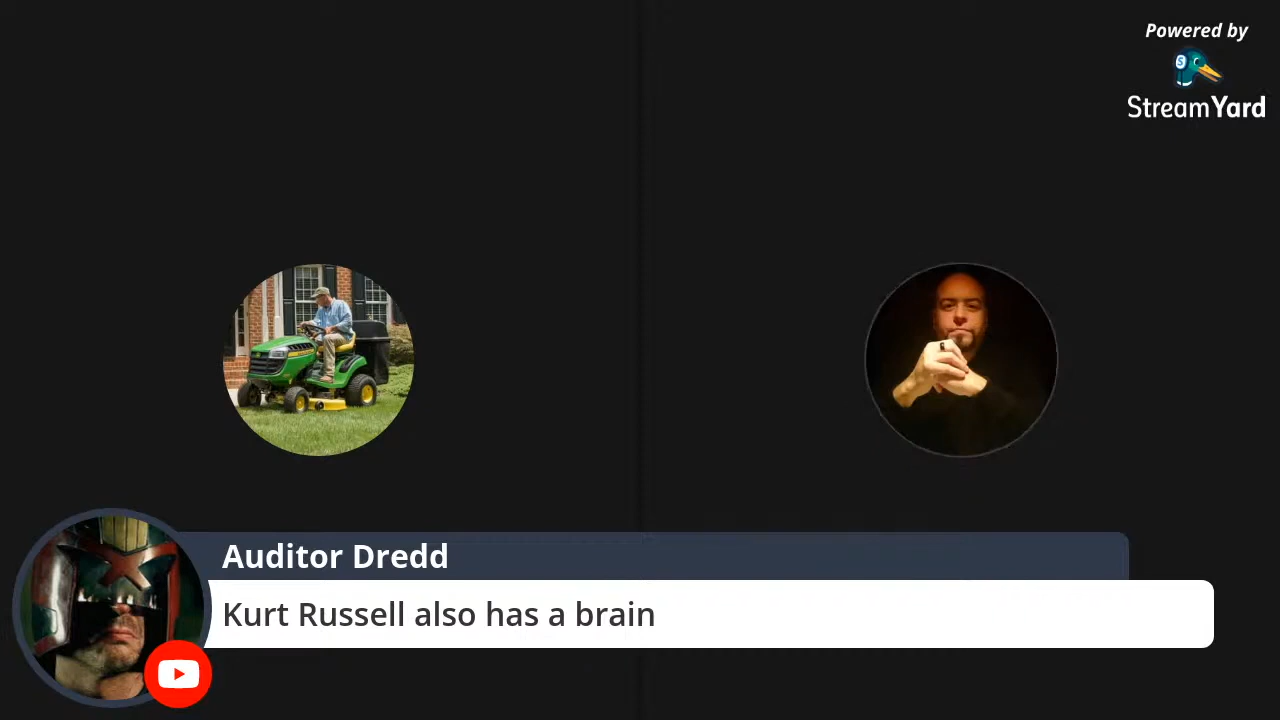 Powered by
S
StreamYard
Auditor Dredd
Kurt Russell also has a brain